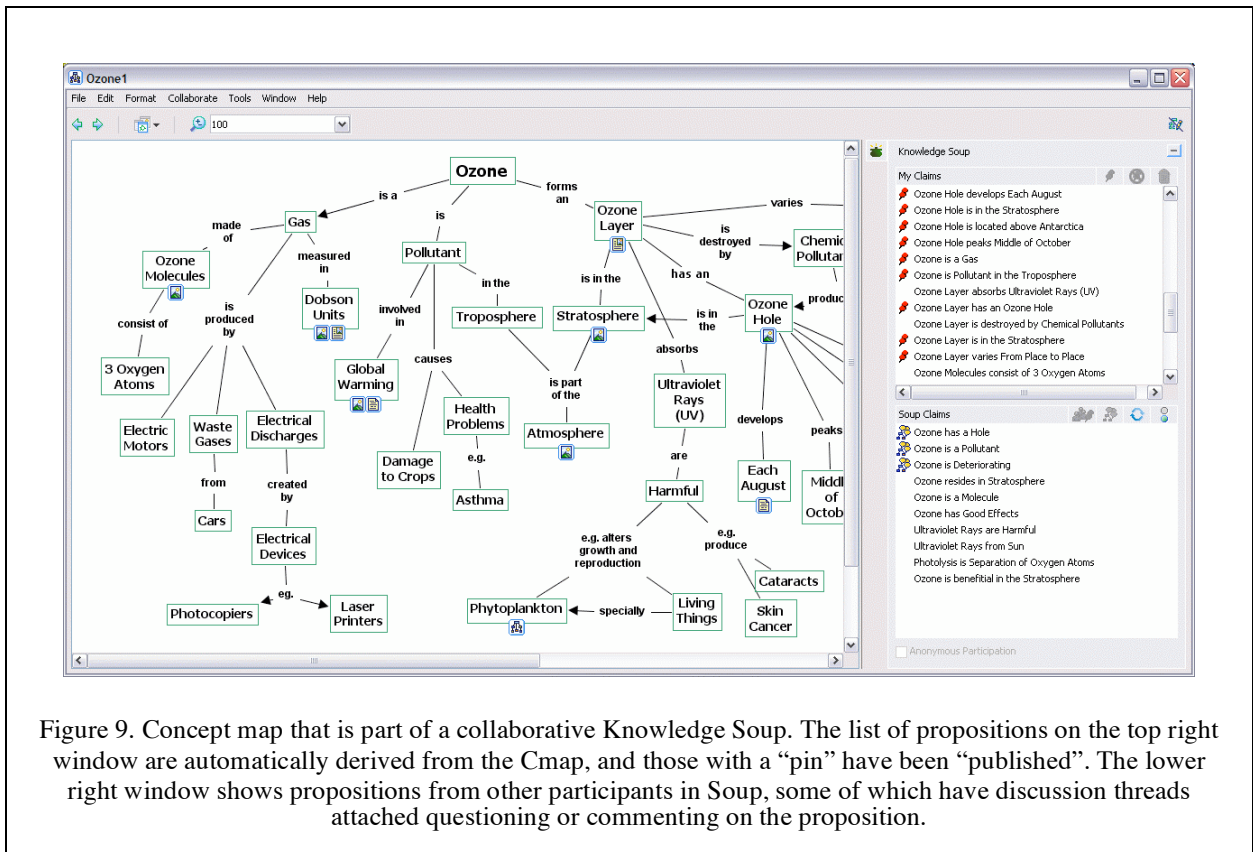 Ozone1
File Edit Format Collaborate Tools Window Help
100
Ozone
is a
is
forms
an
Gas
Pollutant
Ozone
Layer
varies
made
of
measured
in
is
destroyed
by
Chemic
Pollutan
Ozone
Molecules
Dobson
Units
in the
is in the
has an
produc
is
produced
by
involved
in
Troposphere
Stratosphere
is in
the
Ozone
Hole
consist of
3 Oxygen
Atoms
causes
Global
Warming
absorbs
is part
of the
Ultraviolet
Rays
(UV)
Electric
Motors
Waste
Gases
Electrical
Discharges
Health
Problems
Atmosphere
develops
peaks
Damage
to Crops
e.g.
Asthma
are
Each
August
Middl
of
Octob
from
created
by
Harmful
Cars
Electrical
Devices
e.g. alters
growth and
reproduction
e.g.
produce
eg.
Cataracts
Photocopiers
Laser
Printers
Phytoplankton
specially
Living
Things
Skin
Cancer
Knowledge Soup
My Claims
Ozone Hole develops Each August
Ozone Hole is in the Stratosphere
Ozone Hole is located above Antarctica
Ozone Hole peaks Middle of October
Ozone is a Gas
Ozone is Pollutant in the Troposphere
Ozone Layer absorbs Ultraviolet Rays (UV)
Ozone Layer has an Ozone Hole
Ozone Layer is destroyed by Chemical Pollutants
Ozone Layer is in the Stratosphere
Ozone Layer varies From Place to Place
Ozone Molecules consist of 3 Oxygen Atoms
Soup Claims
Ozone has a Hole
Ozone is a Pollutant
Ozone is Deteriorating
Ozone resides in Stratosphere
Ozone is a Molecule
Ozone has Good Effects
Ultraviolet Rays are Harmful
Ultraviolet Rays from Sun
Photolysis is Separation of Oxygen Atoms
Ozone is benefitial in the Stratosphere
Anonymous Participation
Figure 9. Concept map that is part of a collaborative Knowledge Soup. The list of propositions on the top right
window are automatically derived from the Cmap, and those with a “pin” have been “published”. The lower
right window shows propositions from other participants in Soup, some of which have discussion threads
attached questioning or commenting on the proposition.